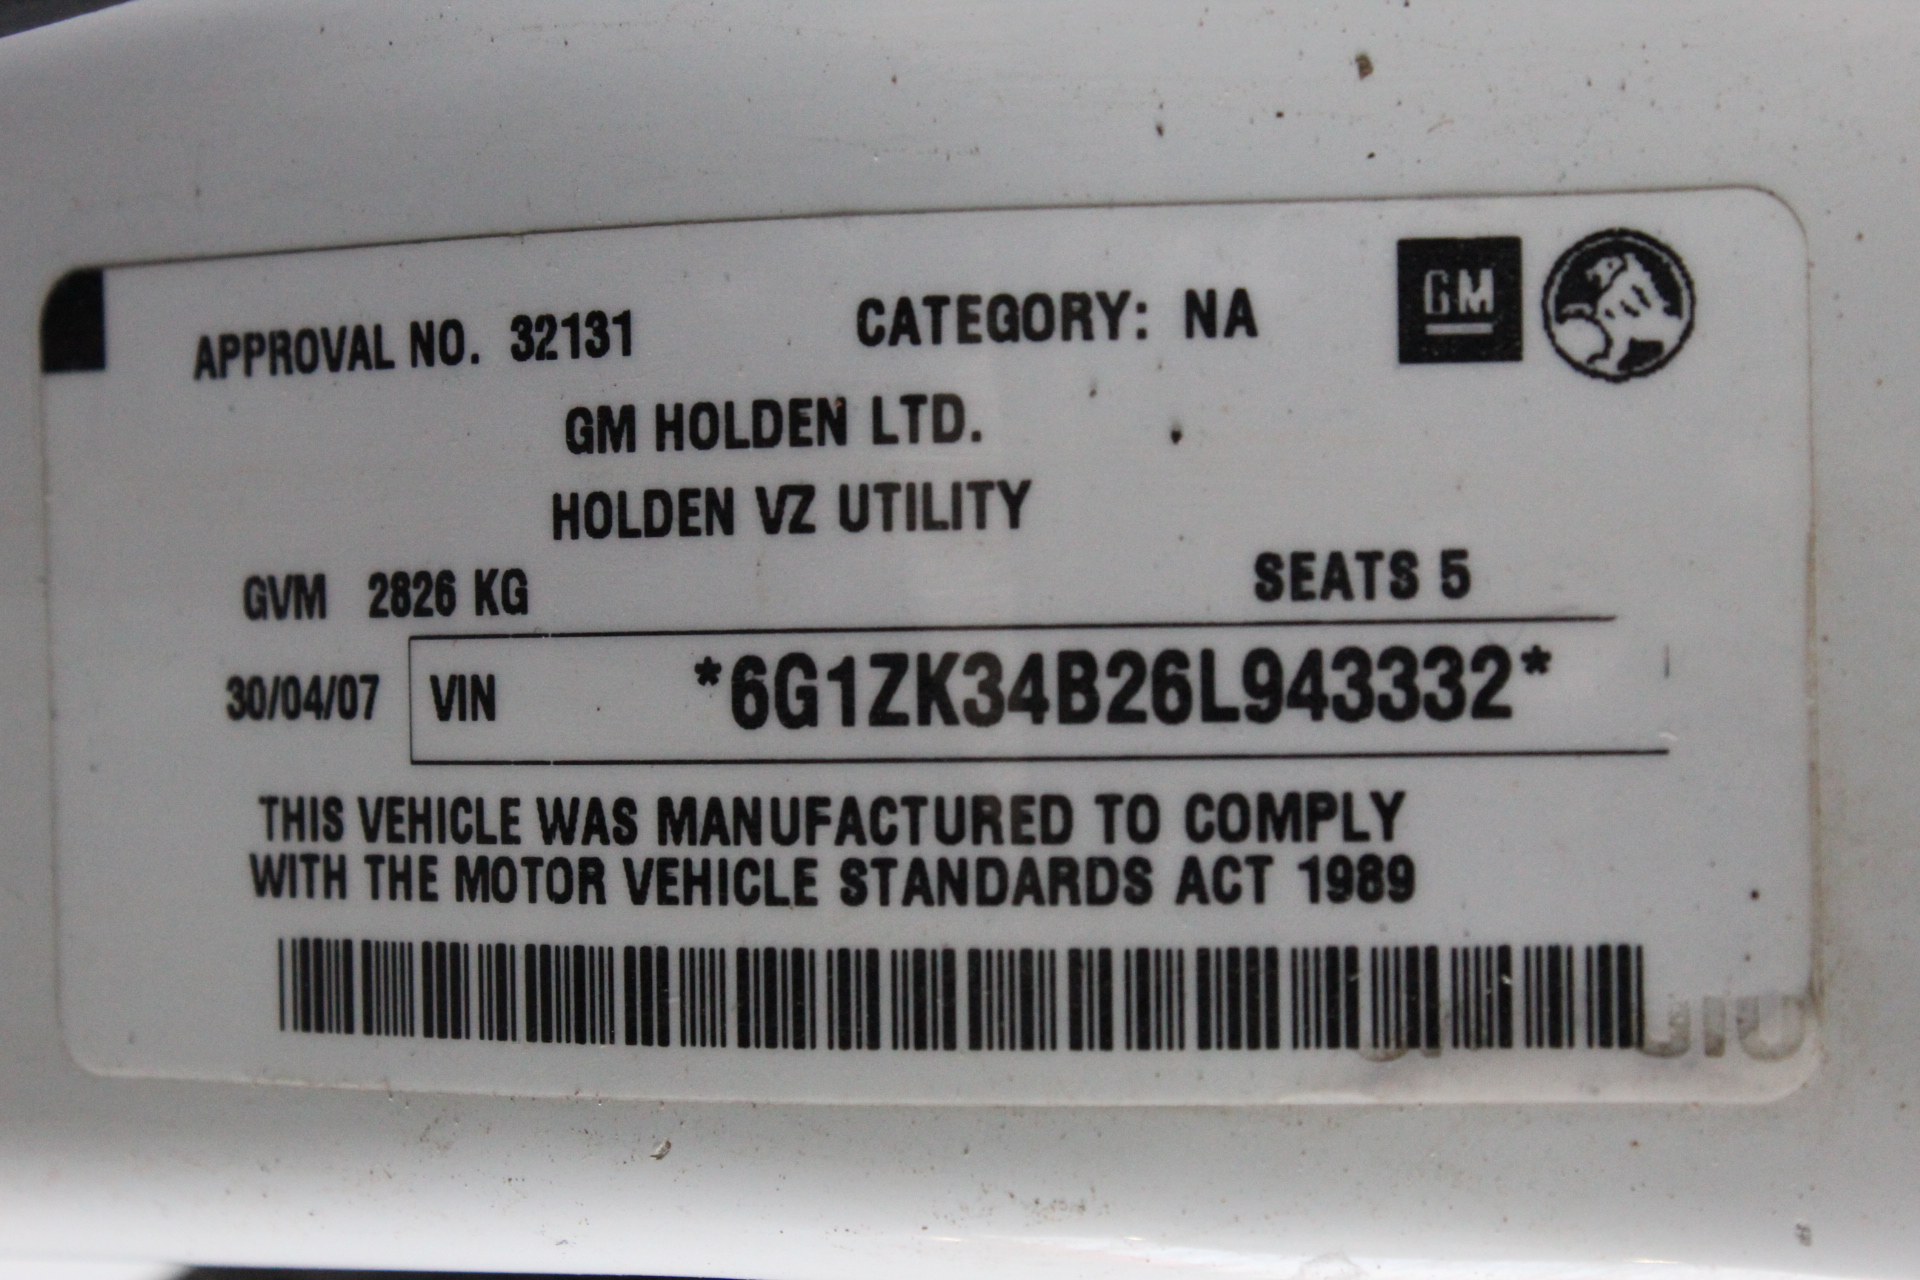 APPROVAL NO. 32131 CATEGORY: NA GM
GM HOLDEN LTD.
HOLDEN VZ UTILITY
GVM 2826 KG SEATS 5
30/04/07 VIN *6G1ZK34B26L943332*
THIS VEHICLE WAS MANUFACTURED TO COMPLY
WITH THE MOTOR VEHICLE STANDARDS ACT 1989